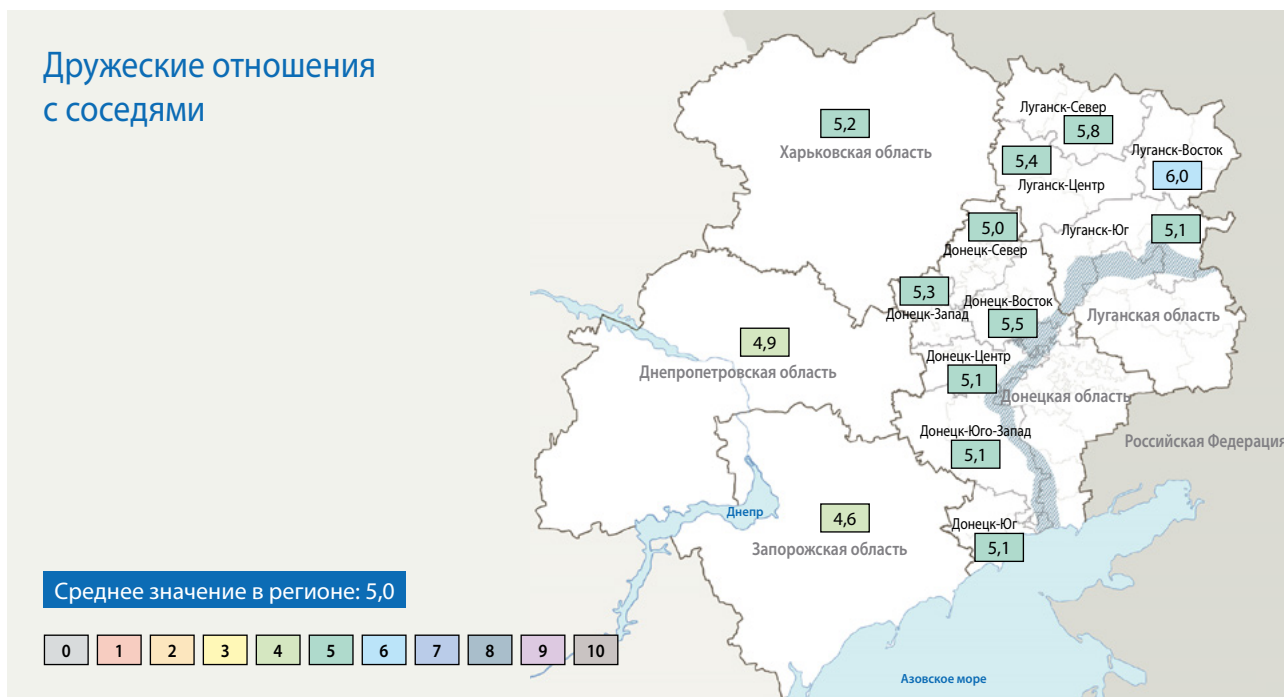 Дружеские отношения
с соседями
5,2
Харьковская область
Луганск-Север
5,8
5,4
Луганск-Центр
Луганск-Восток
6,0
Луганск-Юг
5,1
5,0
Донецк-Север
5,3
Донецк-Запад
Донецк-Восток
5,5
Луганская область
4,9
Днепропетровская область
Донецк-Центр
5,1
Донецкая область
Донецк-Юго-Запад
5,1
Российская Федерация
Днепр
4,6
Запорожская область
Донецк-Юг
5,1
Среднее значение в регионе: 5,0
0 1 2 3 4 5 6 7 8 9 10
Азовское море